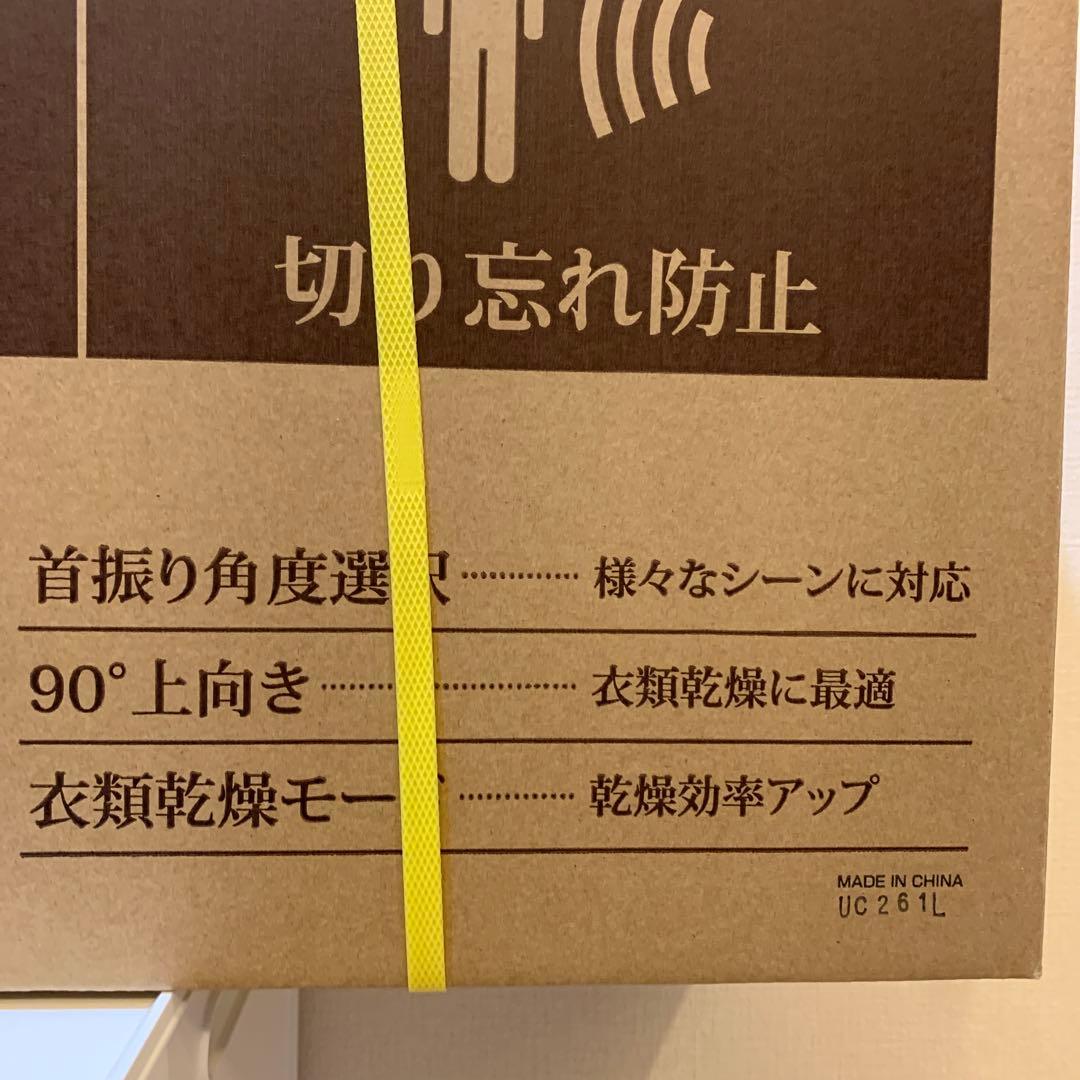 切り忘れ防止
首振り角度選択……様々なシーンに対応
90°上向き……衣類乾燥に最適
衣類乾燥モード……乾燥効率アップ
MADE IN CHINA
UC261L